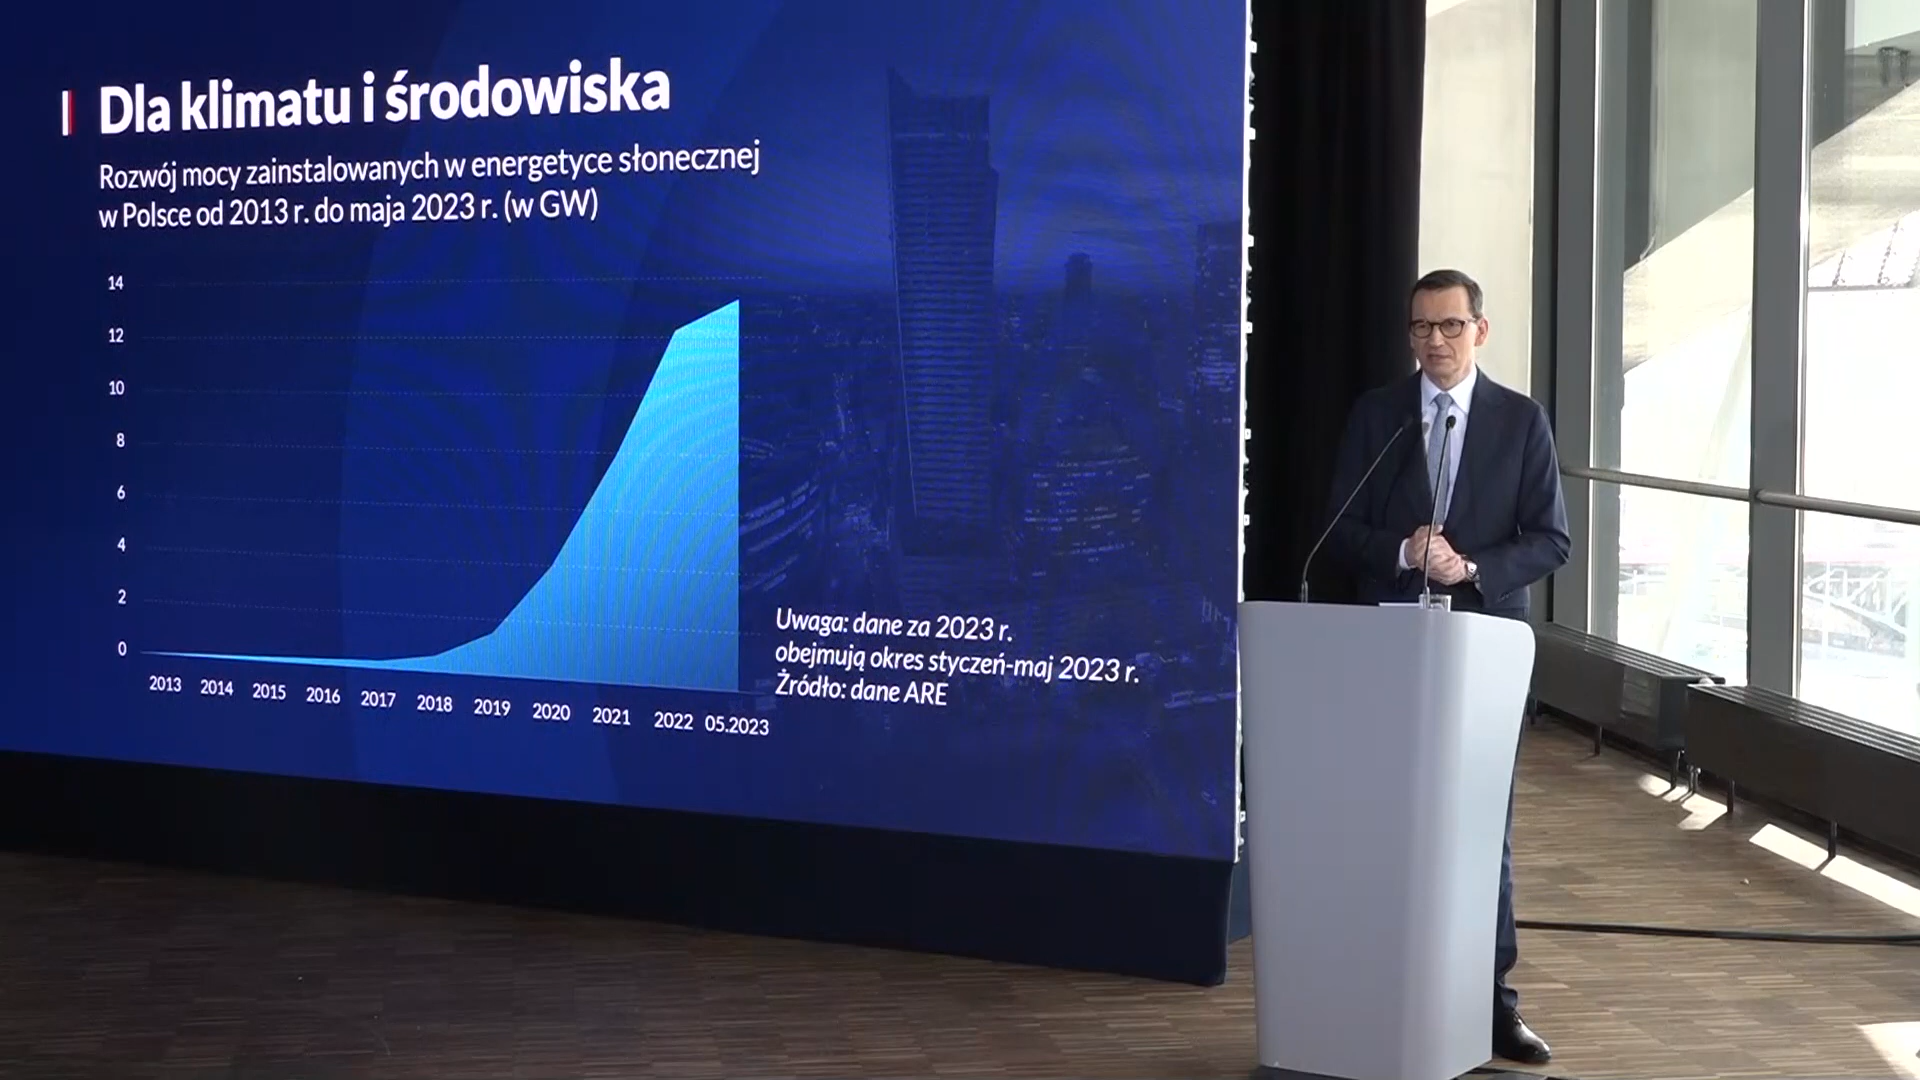 Dla klimatu i środowiska
Rozwój mocy zainstalowanych w energetyce słonecznej
w Polsce od 2013 r. do maja 2023 r. (w GW)
14
12
10
8
6
4
2
0
2013 2014 2015 2016 2017 2018 2019 2020 2021 2022 05.2023
Uwaga: dane za 2023 r.
obejmują okres styczeń-maj 2023 r.
Źródło: dane ARE